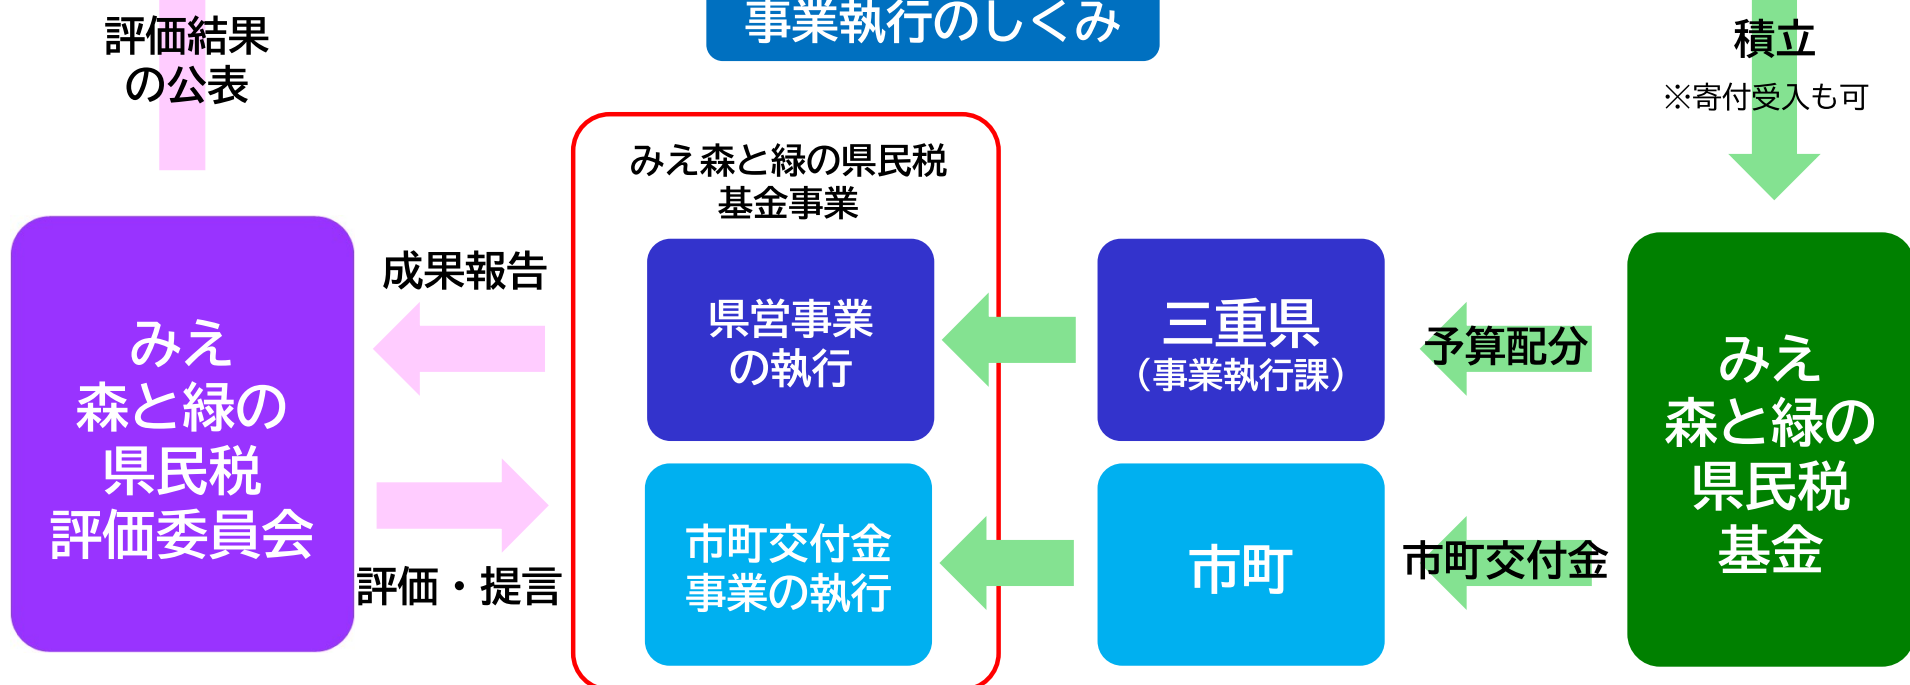 事業執行のしくみ
評価結果
の公表
積立
※寄付受入も可
みえ森と緑の県民税
基金事業
みえ
森と緑の
県民税
評価委員会
成果報告
評価・提言
県営事業
の執行
市町交付金
事業の執行
三重県
（事業執行課）
市町
予算配分
市町交付金
みえ
森と緑の
県民税
基金